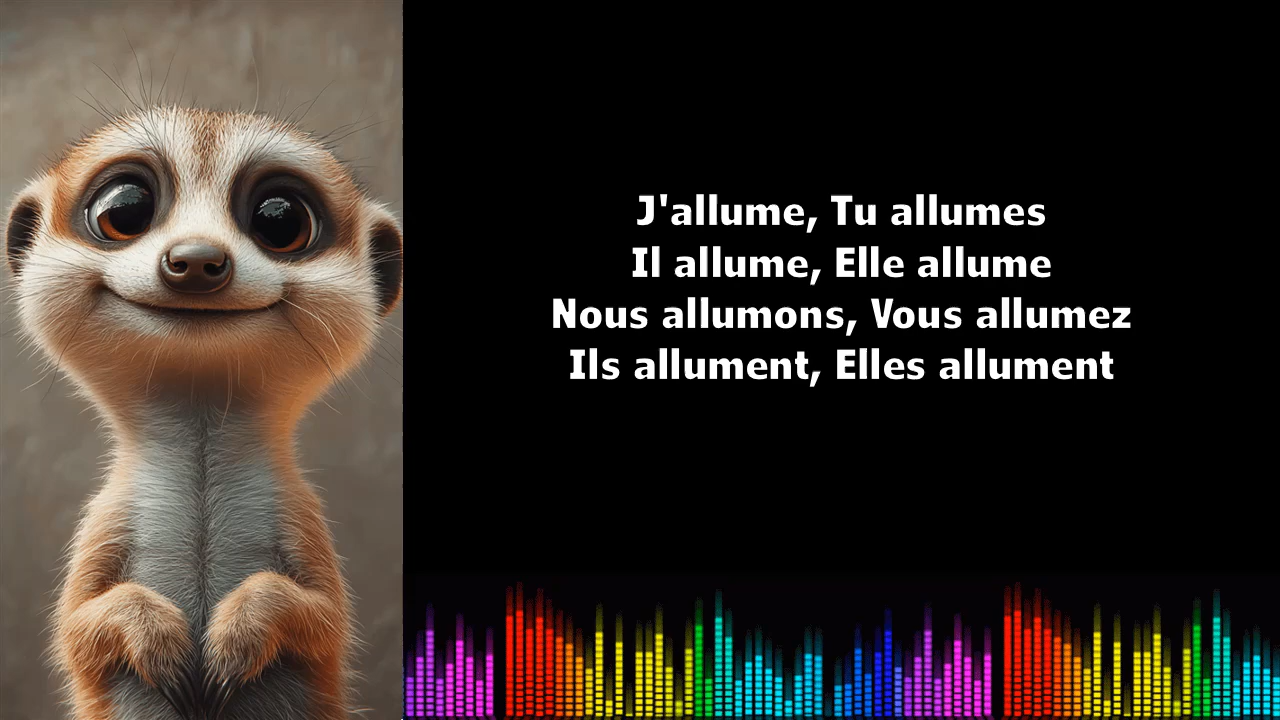 J'allume, Tu allumes
Il allume, Elle allume
Nous allumons, Vous allumez
Ils allument, Elles allument